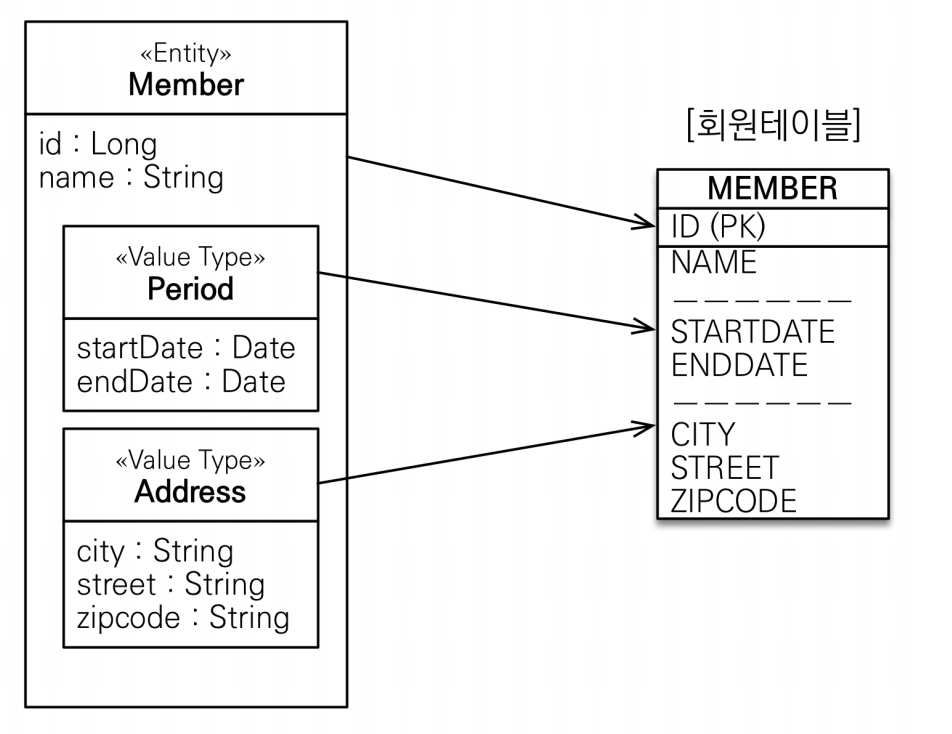 «Entity»
Member
id : Long
name : String
«Value Type»
Period
startDate : Date
endDate : Date
«Value Type»
Address
city : String
street : String
zipcode : String
[회원테이블]
MEMBER
ID (PK)
NAME
STARTDATE
ENDDATE
CITY
STREET
ZIPCODE